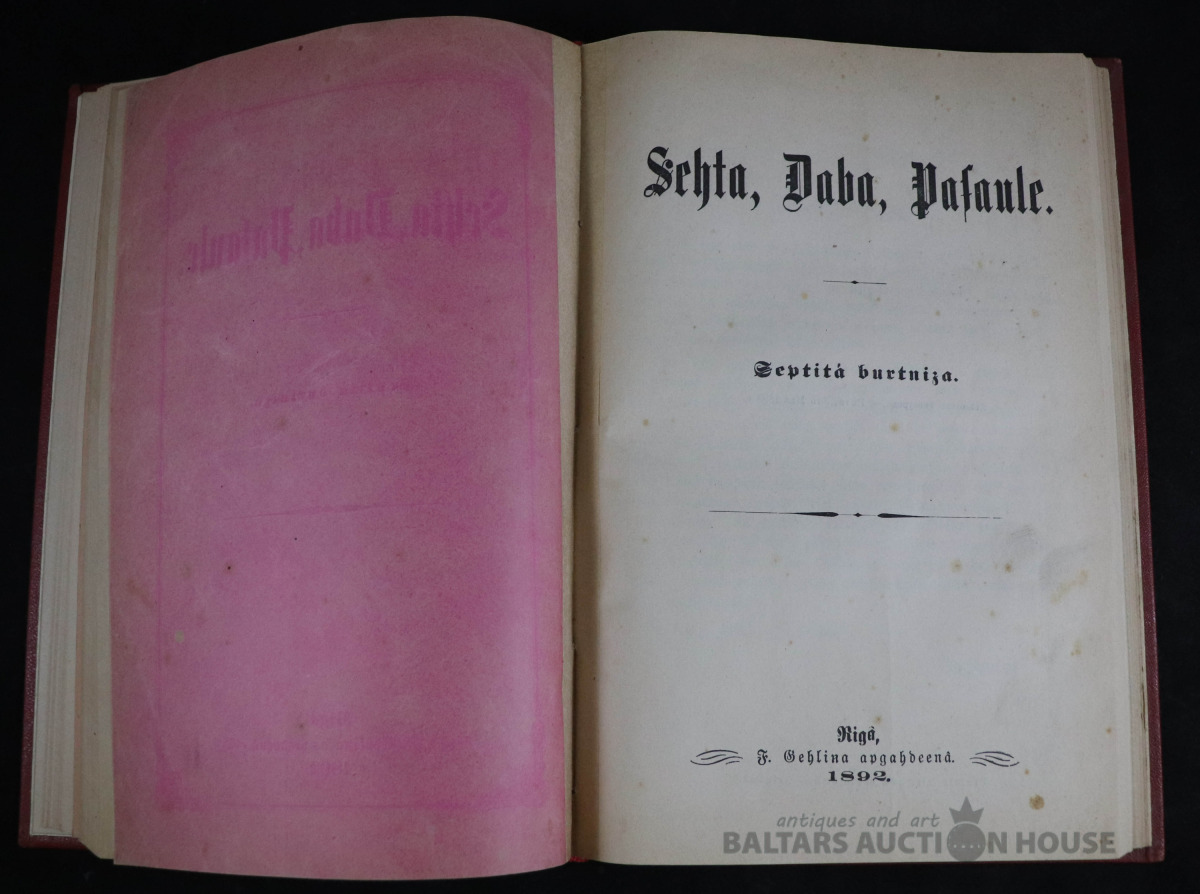 Sehta, Daba, Paſaule.
Septitâ burtniza.
Rigâ,
F. Gehlina apgahdeenâ.
1892.
antiques and art
BALTARS AUCTION HOUSE